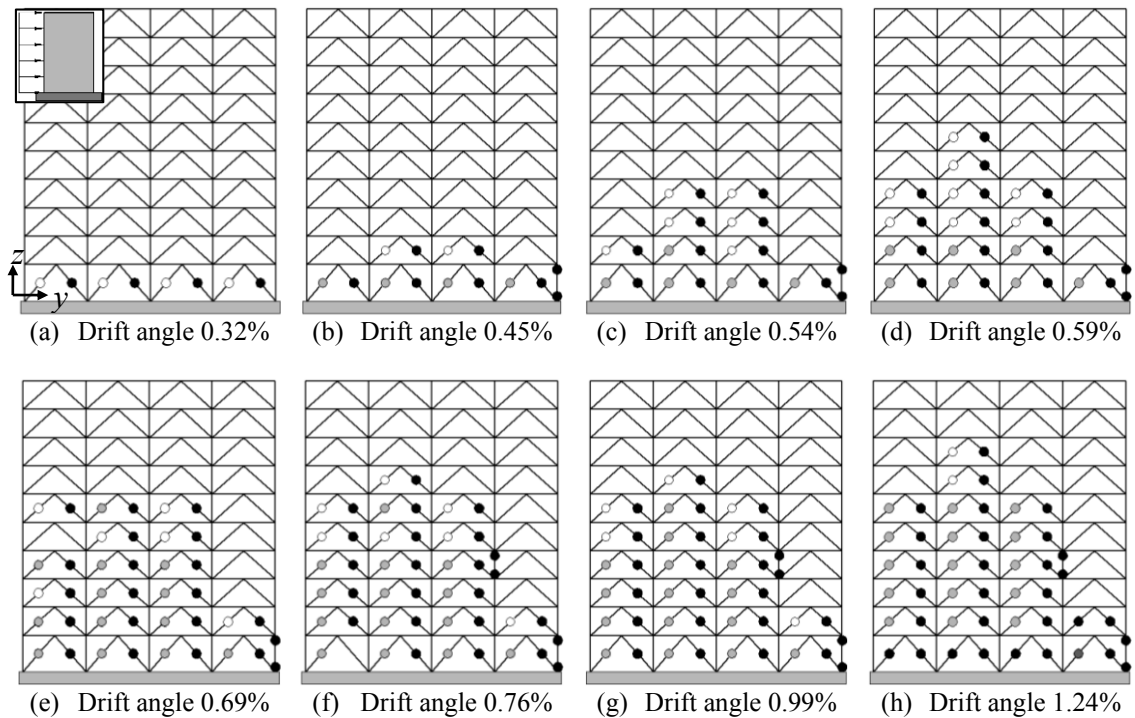 z
y
(a) Drift angle 0.32%
(b) Drift angle 0.45%
(c) Drift angle 0.54%
(d) Drift angle 0.59%
(e) Drift angle 0.69%
(f) Drift angle 0.76%
(g) Drift angle 0.99%
(h) Drift angle 1.24%